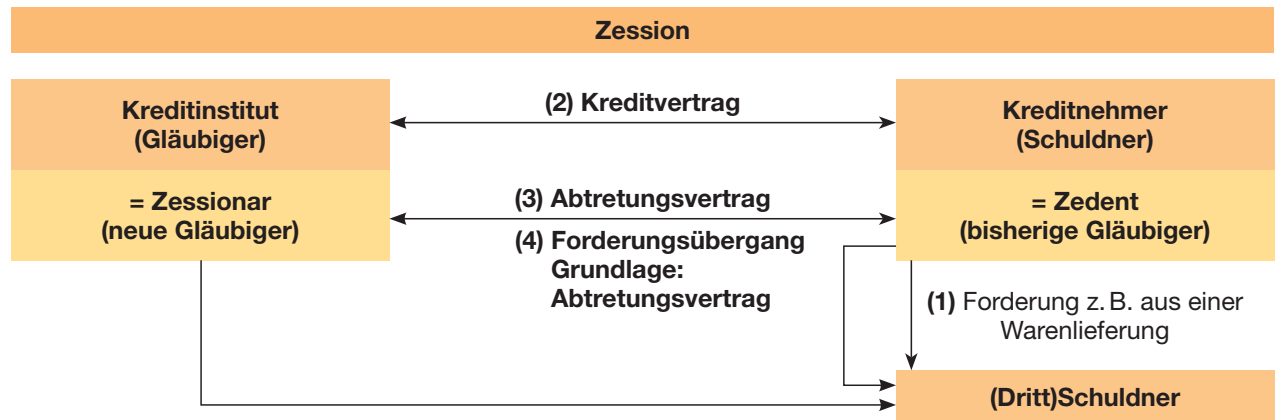 Zession
Kreditinstitut
(Gläubiger)
(2) Kreditvertrag
Kreditnehmer
(Schuldner)
= Zessionar
(neue Gläubiger)
(3) Abtretungsvertrag
(4) Forderungsübergang
Grundlage:
Abtretungsvertrag
= Zedent
(bisherige Gläubiger)
(1) Forderung z. B. aus einer
Warenlieferung
(Dritt)Schuldner